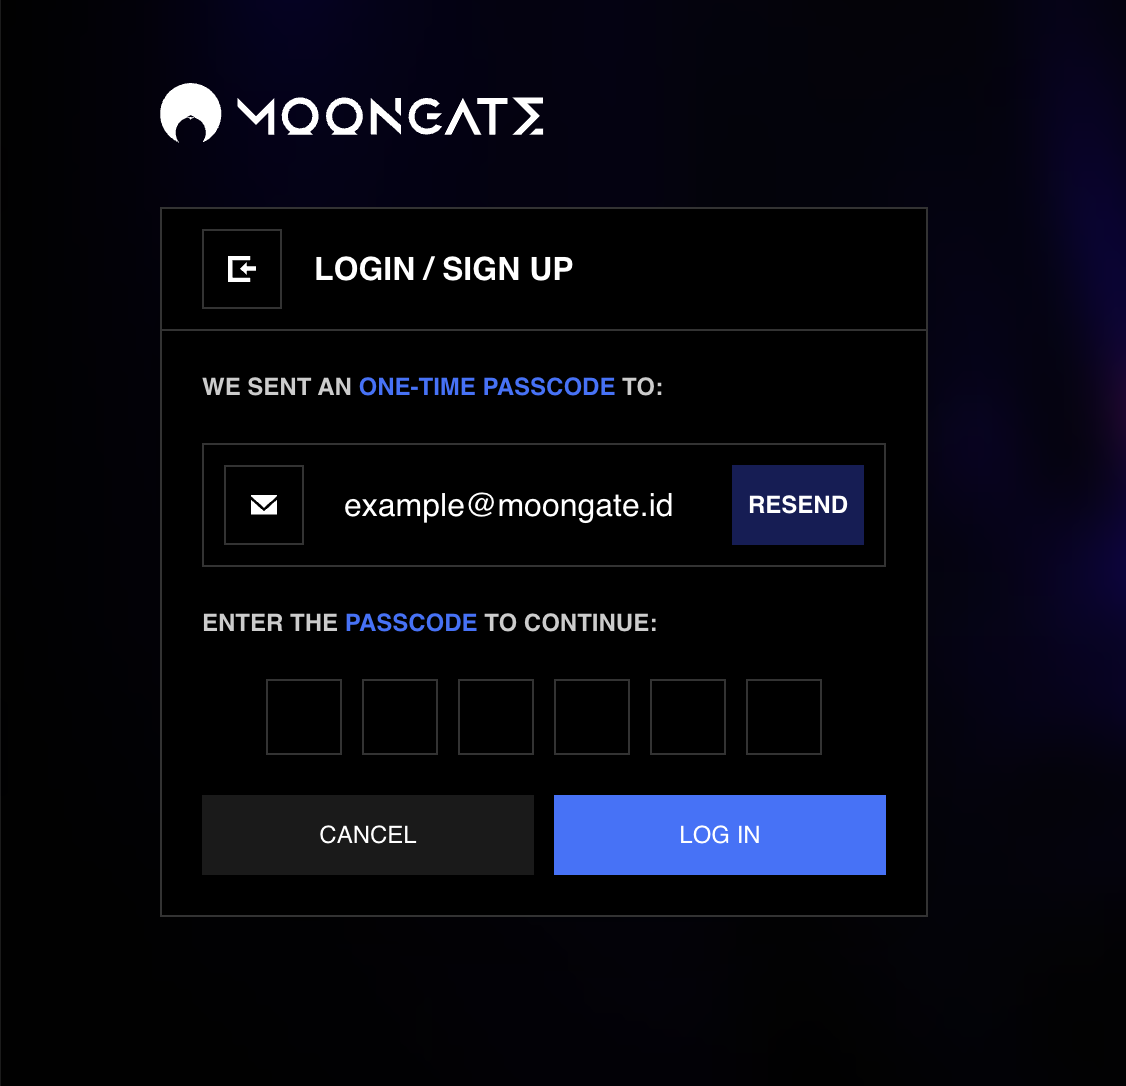 MOONGATE
LOGIN / SIGN UP
WE SENT AN ONE-TIME PASSCODE TO:
example@moongate.id
RESEND
ENTER THE PASSCODE TO CONTINUE:
CANCEL
LOG IN